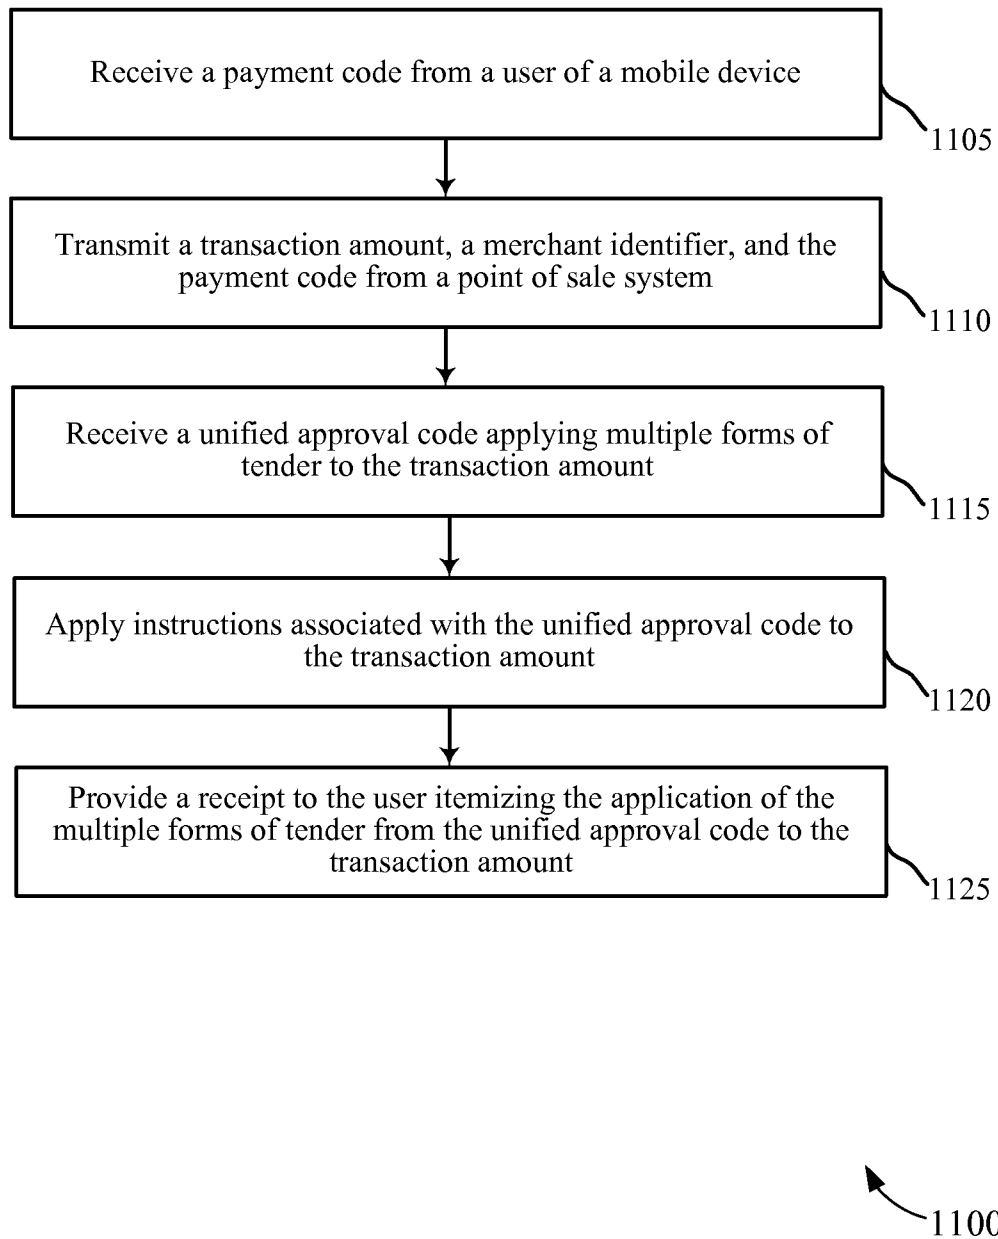 Receive a payment code from a user of a mobile device
1105
Transmit a transaction amount, a merchant identifier, and the
payment code from a point of sale system
1110
Receive a unified approval code applying multiple forms of
tender to the transaction amount
1115
Apply instructions associated with the unified approval code to
the transaction amount
1120
Provide a receipt to the user itemizing the application of the
multiple forms of tender from the unified approval code to the
transaction amount
1125
1100